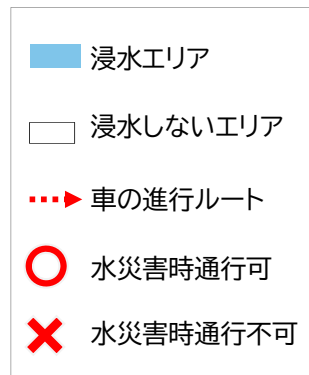 浸水エリア
浸水しないエリア
車の進行ルート
水災害時通行可
水災害時通行不可